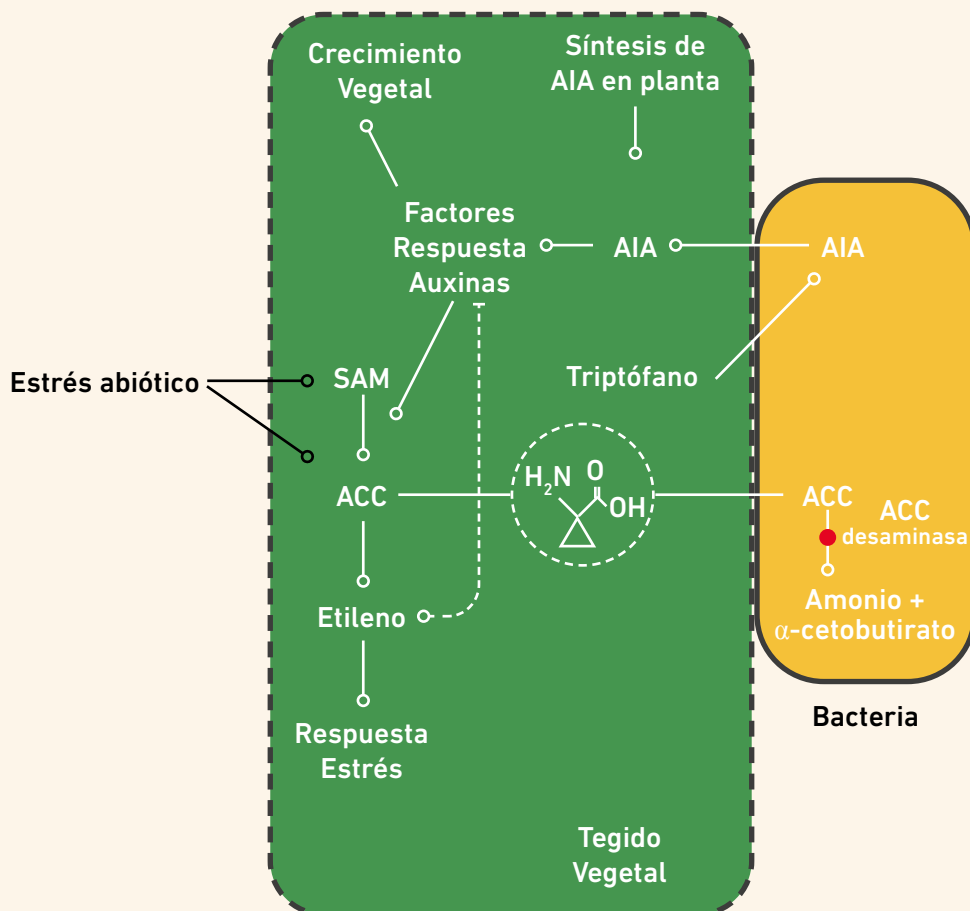 Crecimiento
Vegetal
Síntesis de
AIA en planta
Factores
Respuesta
Auxinas
AIA
AIA
Estrés abiótico
SAM
Triptófano
ACC
H₂N
O
OH
ACC
ACC
desaminasa
Etileno
Amonio +
α-cetobutirato
Respuesta
Estrés
Bacteria
Tegido
Vegetal